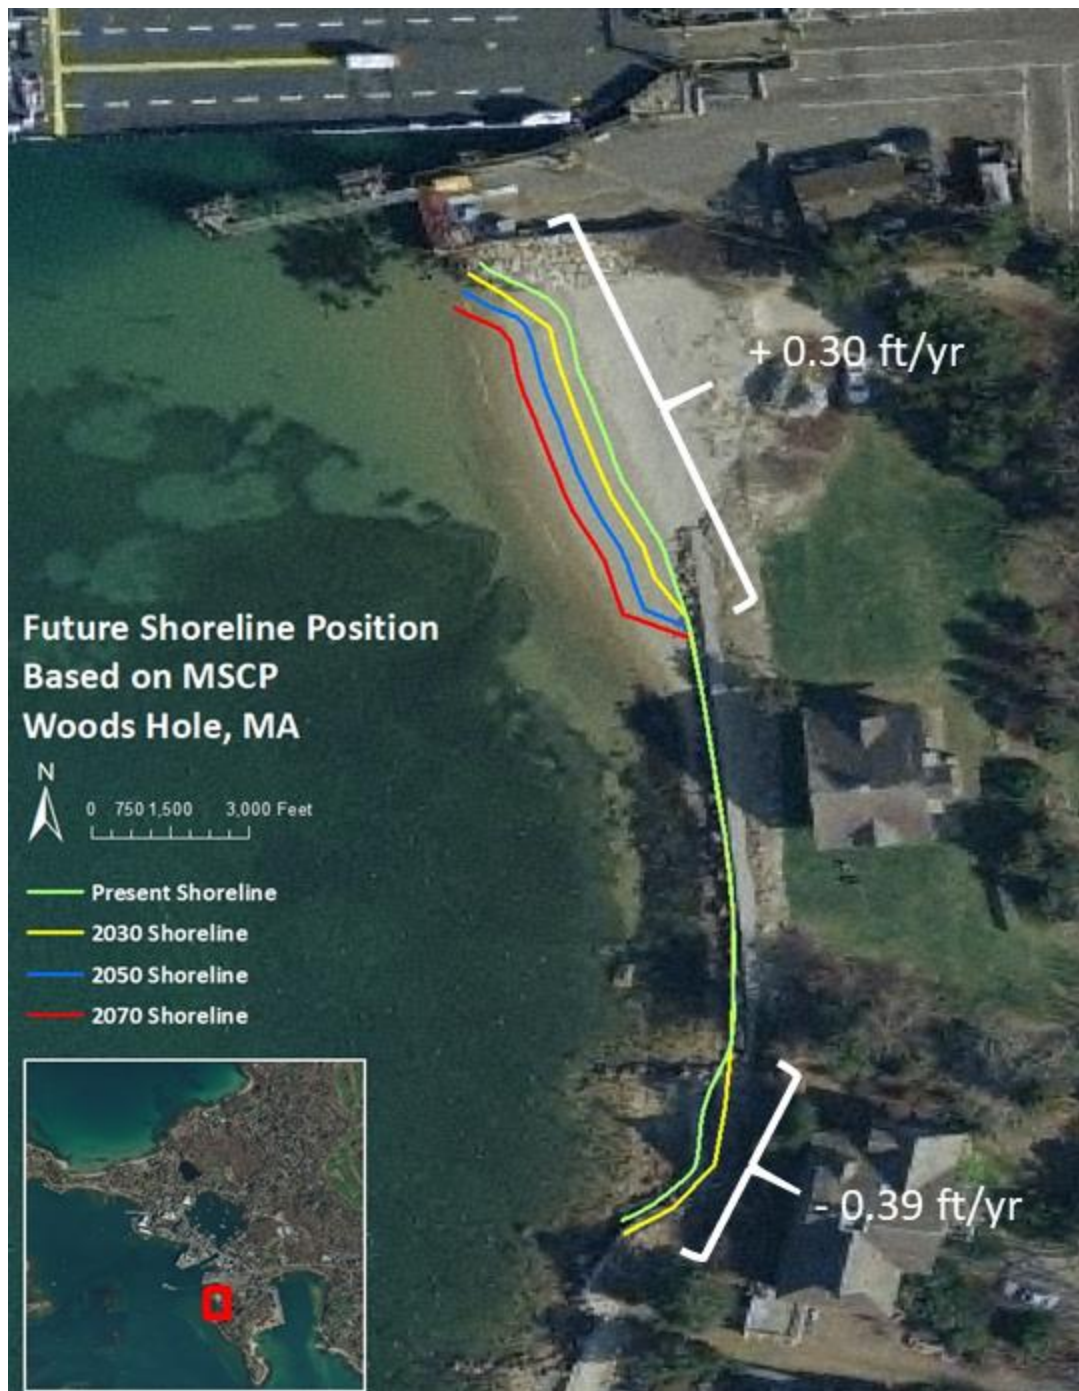 + 0.30 ft/yr
Future Shoreline Position
Based on MSCP
Woods Hole, MA
N
0 750 1,500 3,000 Feet
Present Shoreline
2030 Shoreline
2050 Shoreline
2070 Shoreline
- 0.39 ft/yr